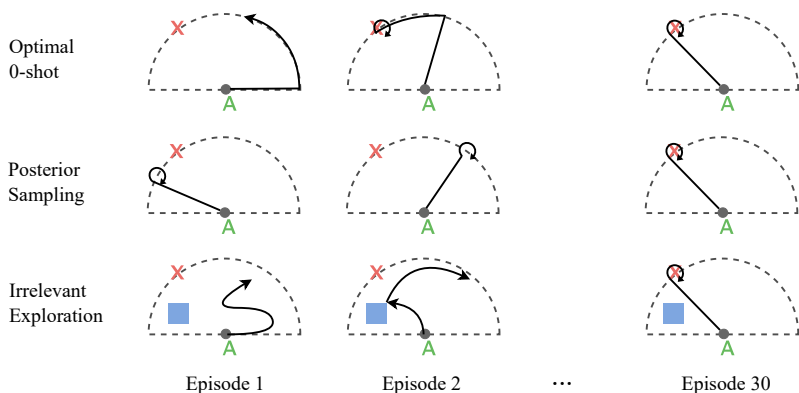 Optimal
0-shot
X
A
X
A
X
A
Posterior
Sampling
X
A
X
A
X
A
Irrelevant
Exploration
X
A
X
A
X
A
Episode 1
Episode 2
...
Episode 30